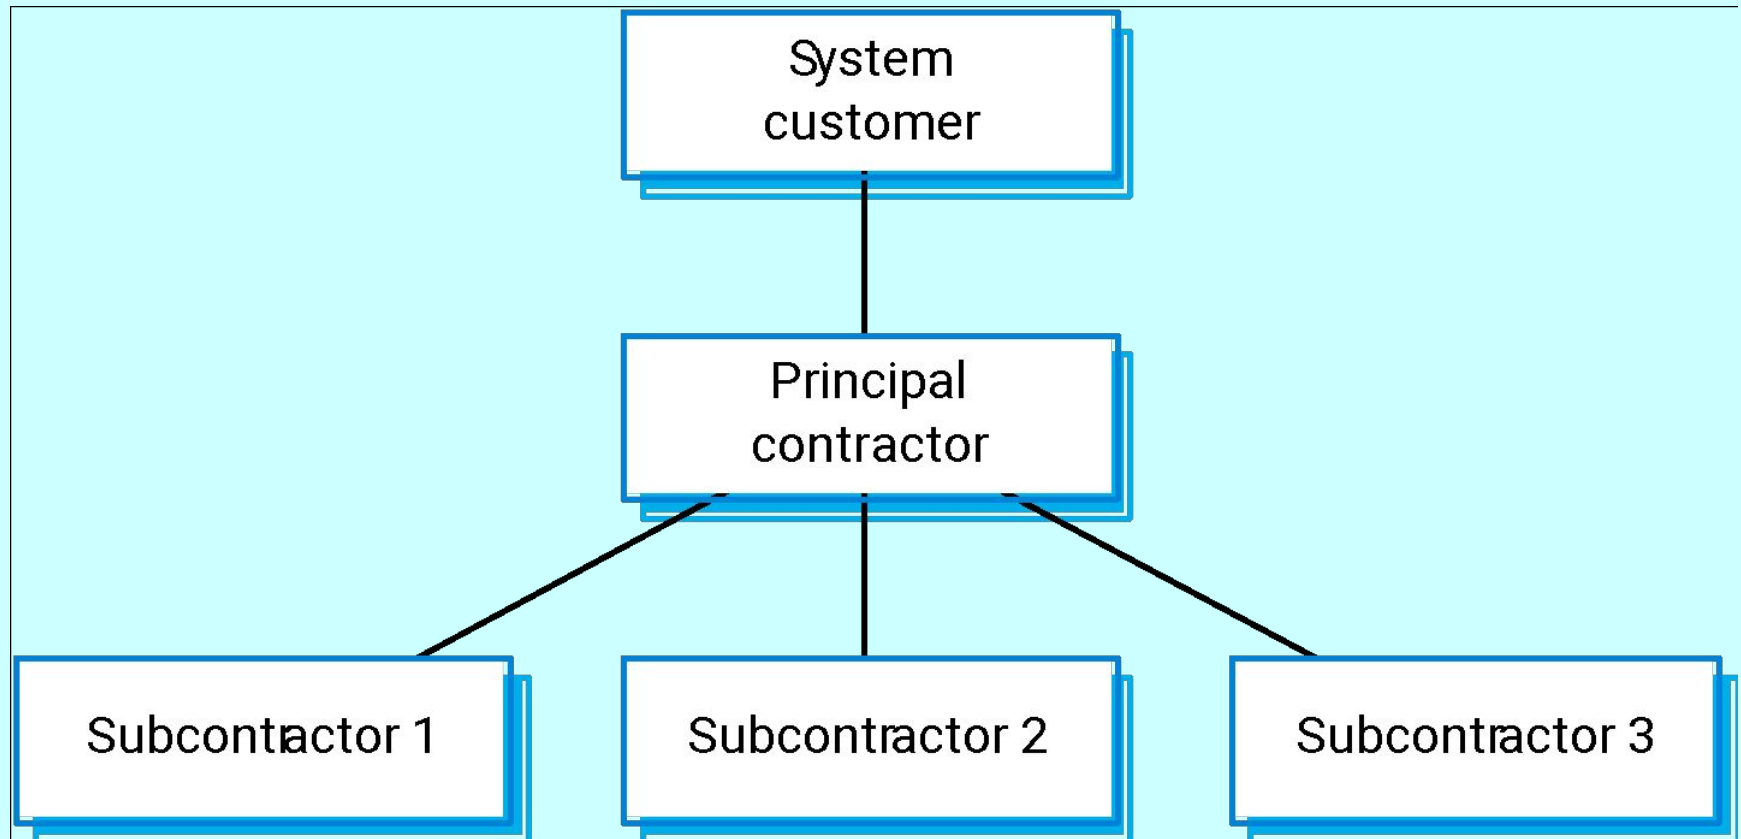 System
customer
Principal
contractor
Subcontractor 1
Subcontractor 2
Subcontractor 3